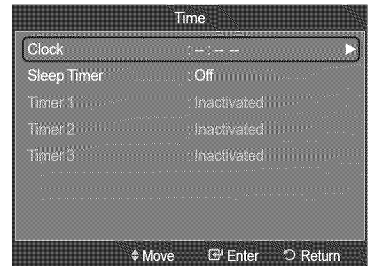 Time
Clock : -- : -- --
Sleep Timer : Off
Timer 1 : Inactivated
Timer 2 : Inactivated
Timer 3 : Inactivated
Move Enter Return